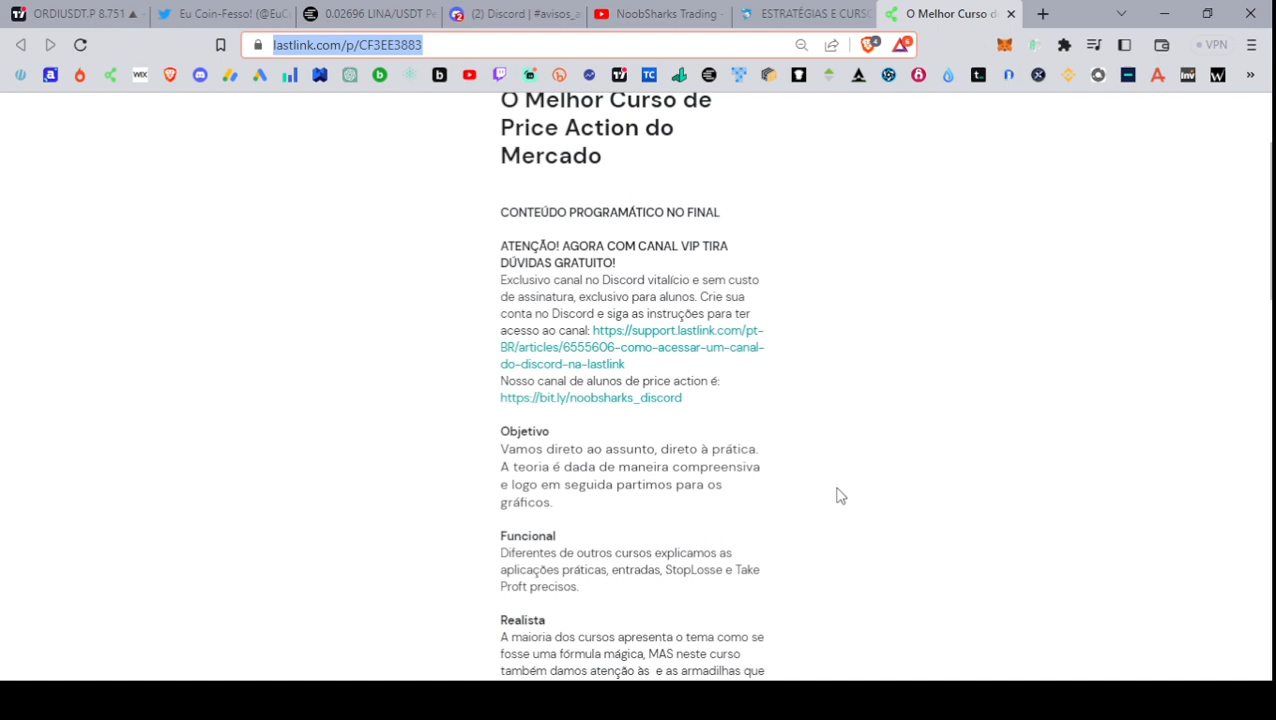 ORDIUSDT.P 8.751 ▲
Eu Coin-Fesso! (@EuC
0.02696 LINA/USDT Pe
(2) Discord | #avisos_a
NoobSharks Trading -
ESTRATÉGIAS E CURSO
O Melhor Curso de
lastlink.com/p/CF3EE3883
VPN
O Melhor Curso de
Price Action do
Mercado
CONTEÚDO PROGRAMÁTICO NO FINAL
ATENÇÃO! AGORA COM CANAL VIP TIRA
DÚVIDAS GRATUITO!
Exclusivo canal no Discord vitalício e sem custo
de assinatura, exclusivo para alunos. Crie sua
conta no Discord e siga as instruções para ter
acesso ao canal: https://support.lastlink.com/pt-
BR/articles/6555606-como-acessar-um-canal-
do-discord-na-lastlink
Nosso canal de alunos de price action é:
https://bit.ly/noobsharks_discord
Objetivo
Vamos direto ao assunto, direto à prática.
A teoria é dada de maneira compreensiva
e logo em seguida partimos para os
gráficos.
Funcional
Diferentes de outros cursos explicamos as
aplicações práticas, entradas, StopLosse e Take
Proft precisos.
Realista
A maioria dos cursos apresenta o tema como se
fosse uma fórmula mágica, MAS neste curso
também damos atenção às e as armadilhas que